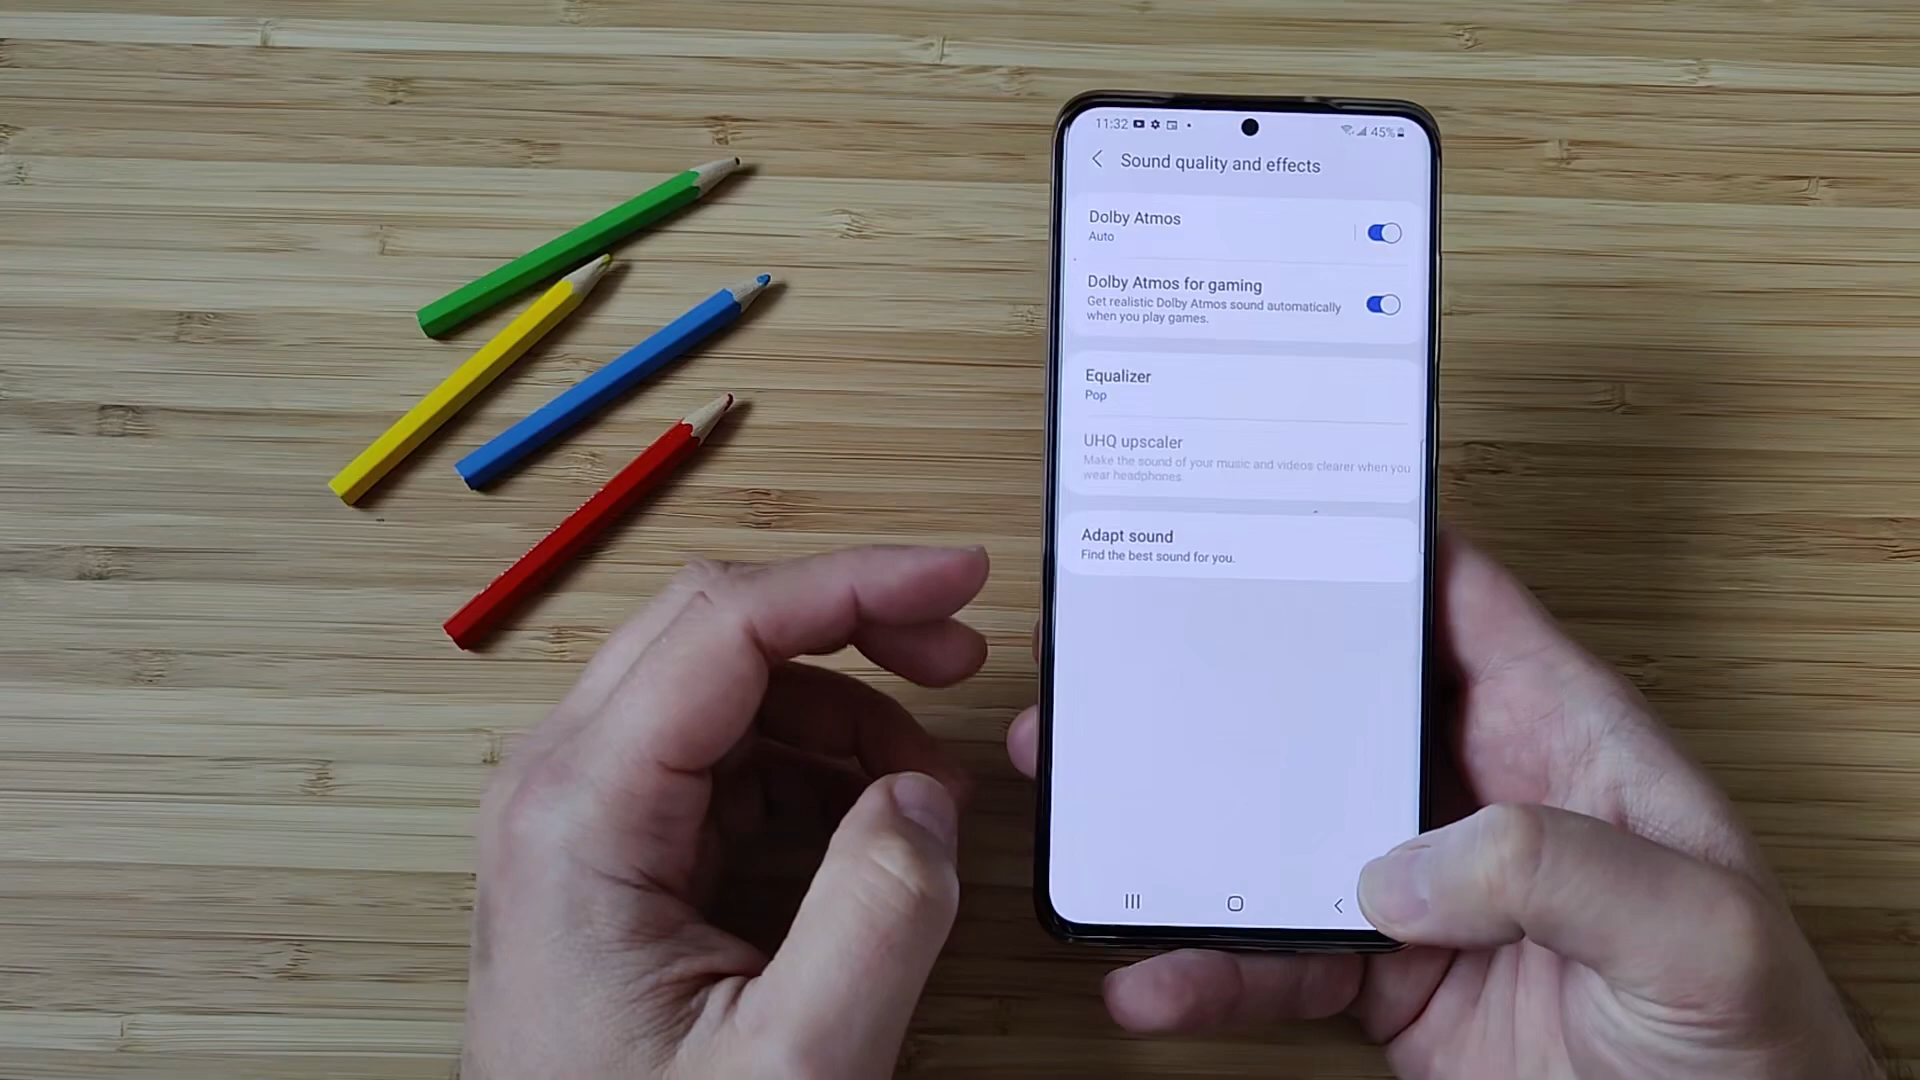 11:32
45%
Sound quality and effects
Dolby Atmos
Auto
Dolby Atmos for gaming
Get realistic Dolby Atmos sound automatically
when you play games.
Equalizer
Pop
UHQ upscaler
Make the sound of your music and videos clearer when you
wear headphones.
Adapt sound
Find the best sound for you.